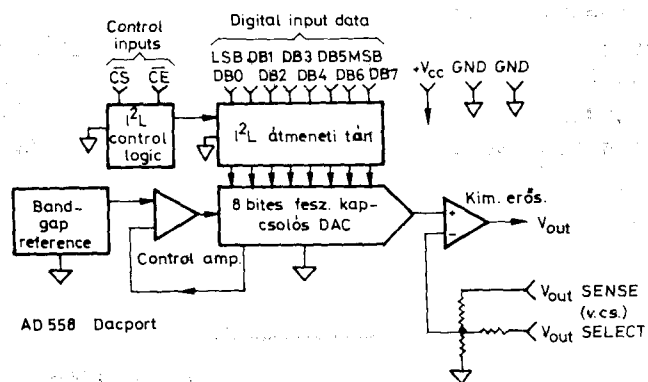 Control
inputs
Digital input data
C̅S̅ C̅E̅
LSB DB1 DB3 DB5 MSB
DB0 DB2 DB4 DB6 DB7
+Vcc GND GND
I²L
control
logic
I²L átmeneti tár
Band-
gap
reference
Control amp.
8 bites fesz. kap-
csolós DAC
Kim. erős.
+
−
Vout
Vout SENSE
(v.cs.)
Vout SELECT
AD 558 Dacport